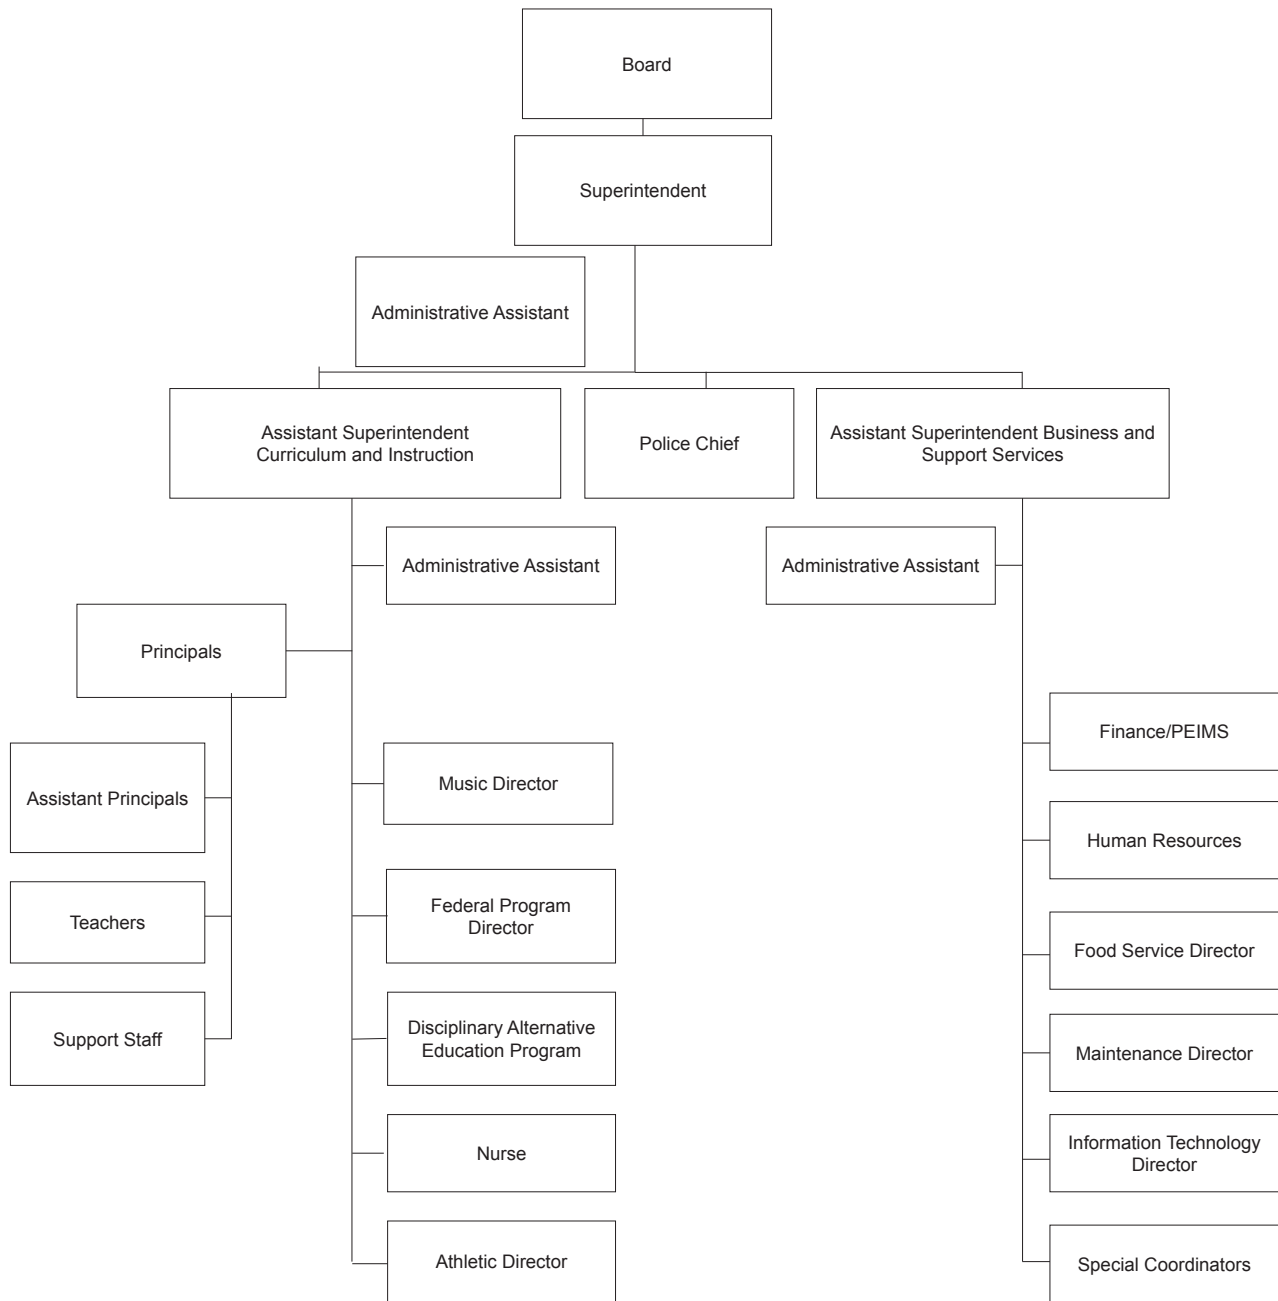 Board
Superintendent
Administrative Assistant
Assistant Superintendent
Curriculum and Instruction
Police Chief
Assistant Superintendent Business and
Support Services
Administrative Assistant
Administrative Assistant
Principals
Assistant Principals
Teachers
Support Staff
Music Director
Federal Program
Director
Disciplinary Alternative
Education Program
Nurse
Athletic Director
Finance/PEIMS
Human Resources
Food Service Director
Maintenance Director
Information Technology
Director
Special Coordinators